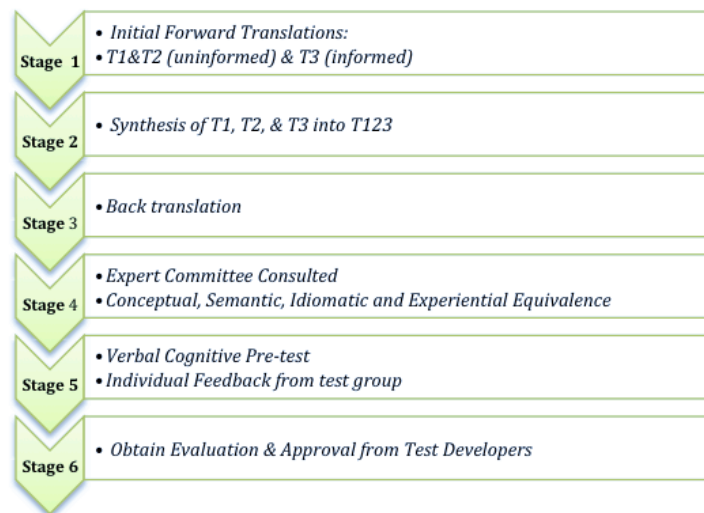 Stage 1
• Initial Forward Translations:
• T1&T2 (uninformed) & T3 (informed)
Stage 2
• Synthesis of T1, T2, & T3 into T123
Stage 3
• Back translation
Stage 4
• Expert Committee Consulted
• Conceptual, Semantic, Idiomatic and Experiential Equivalence
Stage 5
• Verbal Cognitive Pre-test
• Individual Feedback from test group
Stage 6
• Obtain Evaluation & Approval from Test Developers